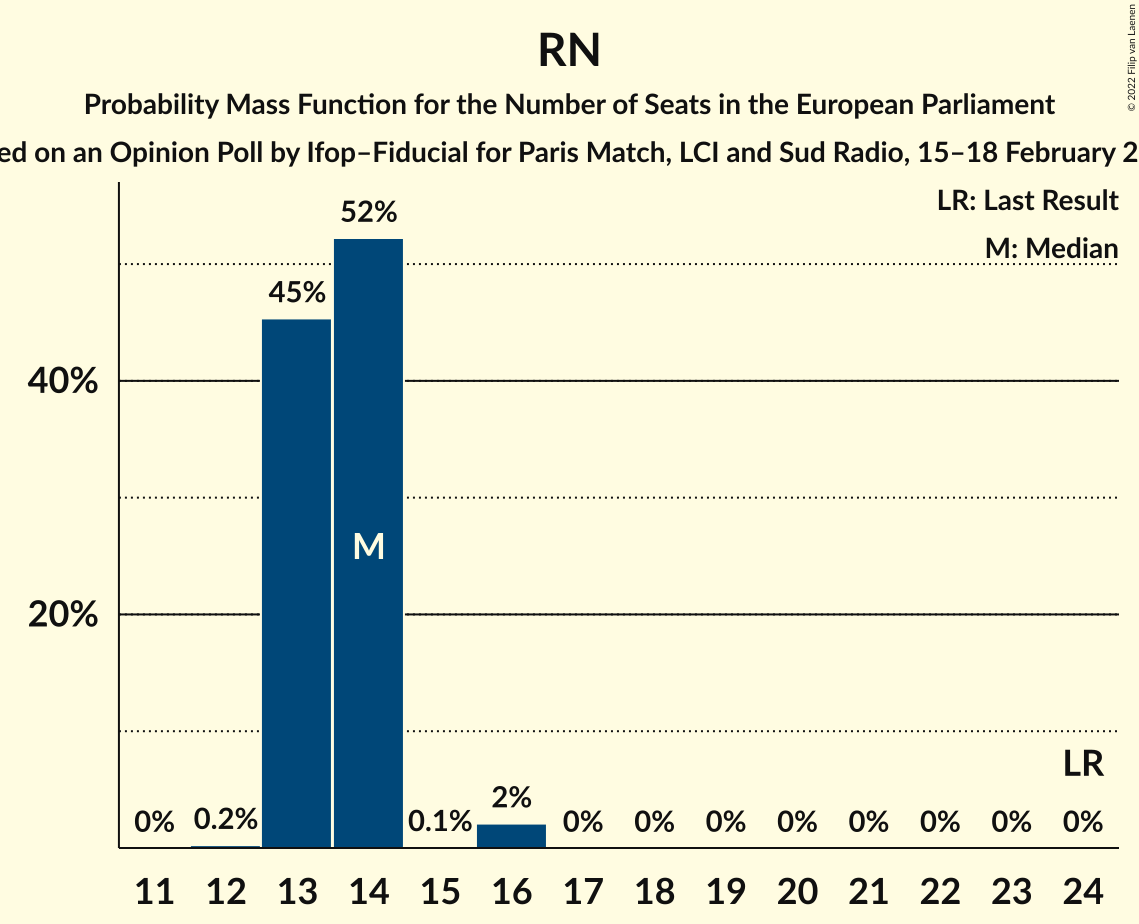 RN
Probability Mass Function for the Number of Seats in the European Parliament
ed on an Opinion Poll by Ifop–Fiducial for Paris Match, LCI and Sud Radio, 15–18 February 2
© 2022 Filip van Laenen
LR: Last Result
M: Median
52%
45%
40%
M
20%
LR
0% 0.2% 0.1% 2% 0% 0% 0% 0% 0% 0% 0% 0%
11 12 13 14 15 16 17 18 19 20 21 22 23 24